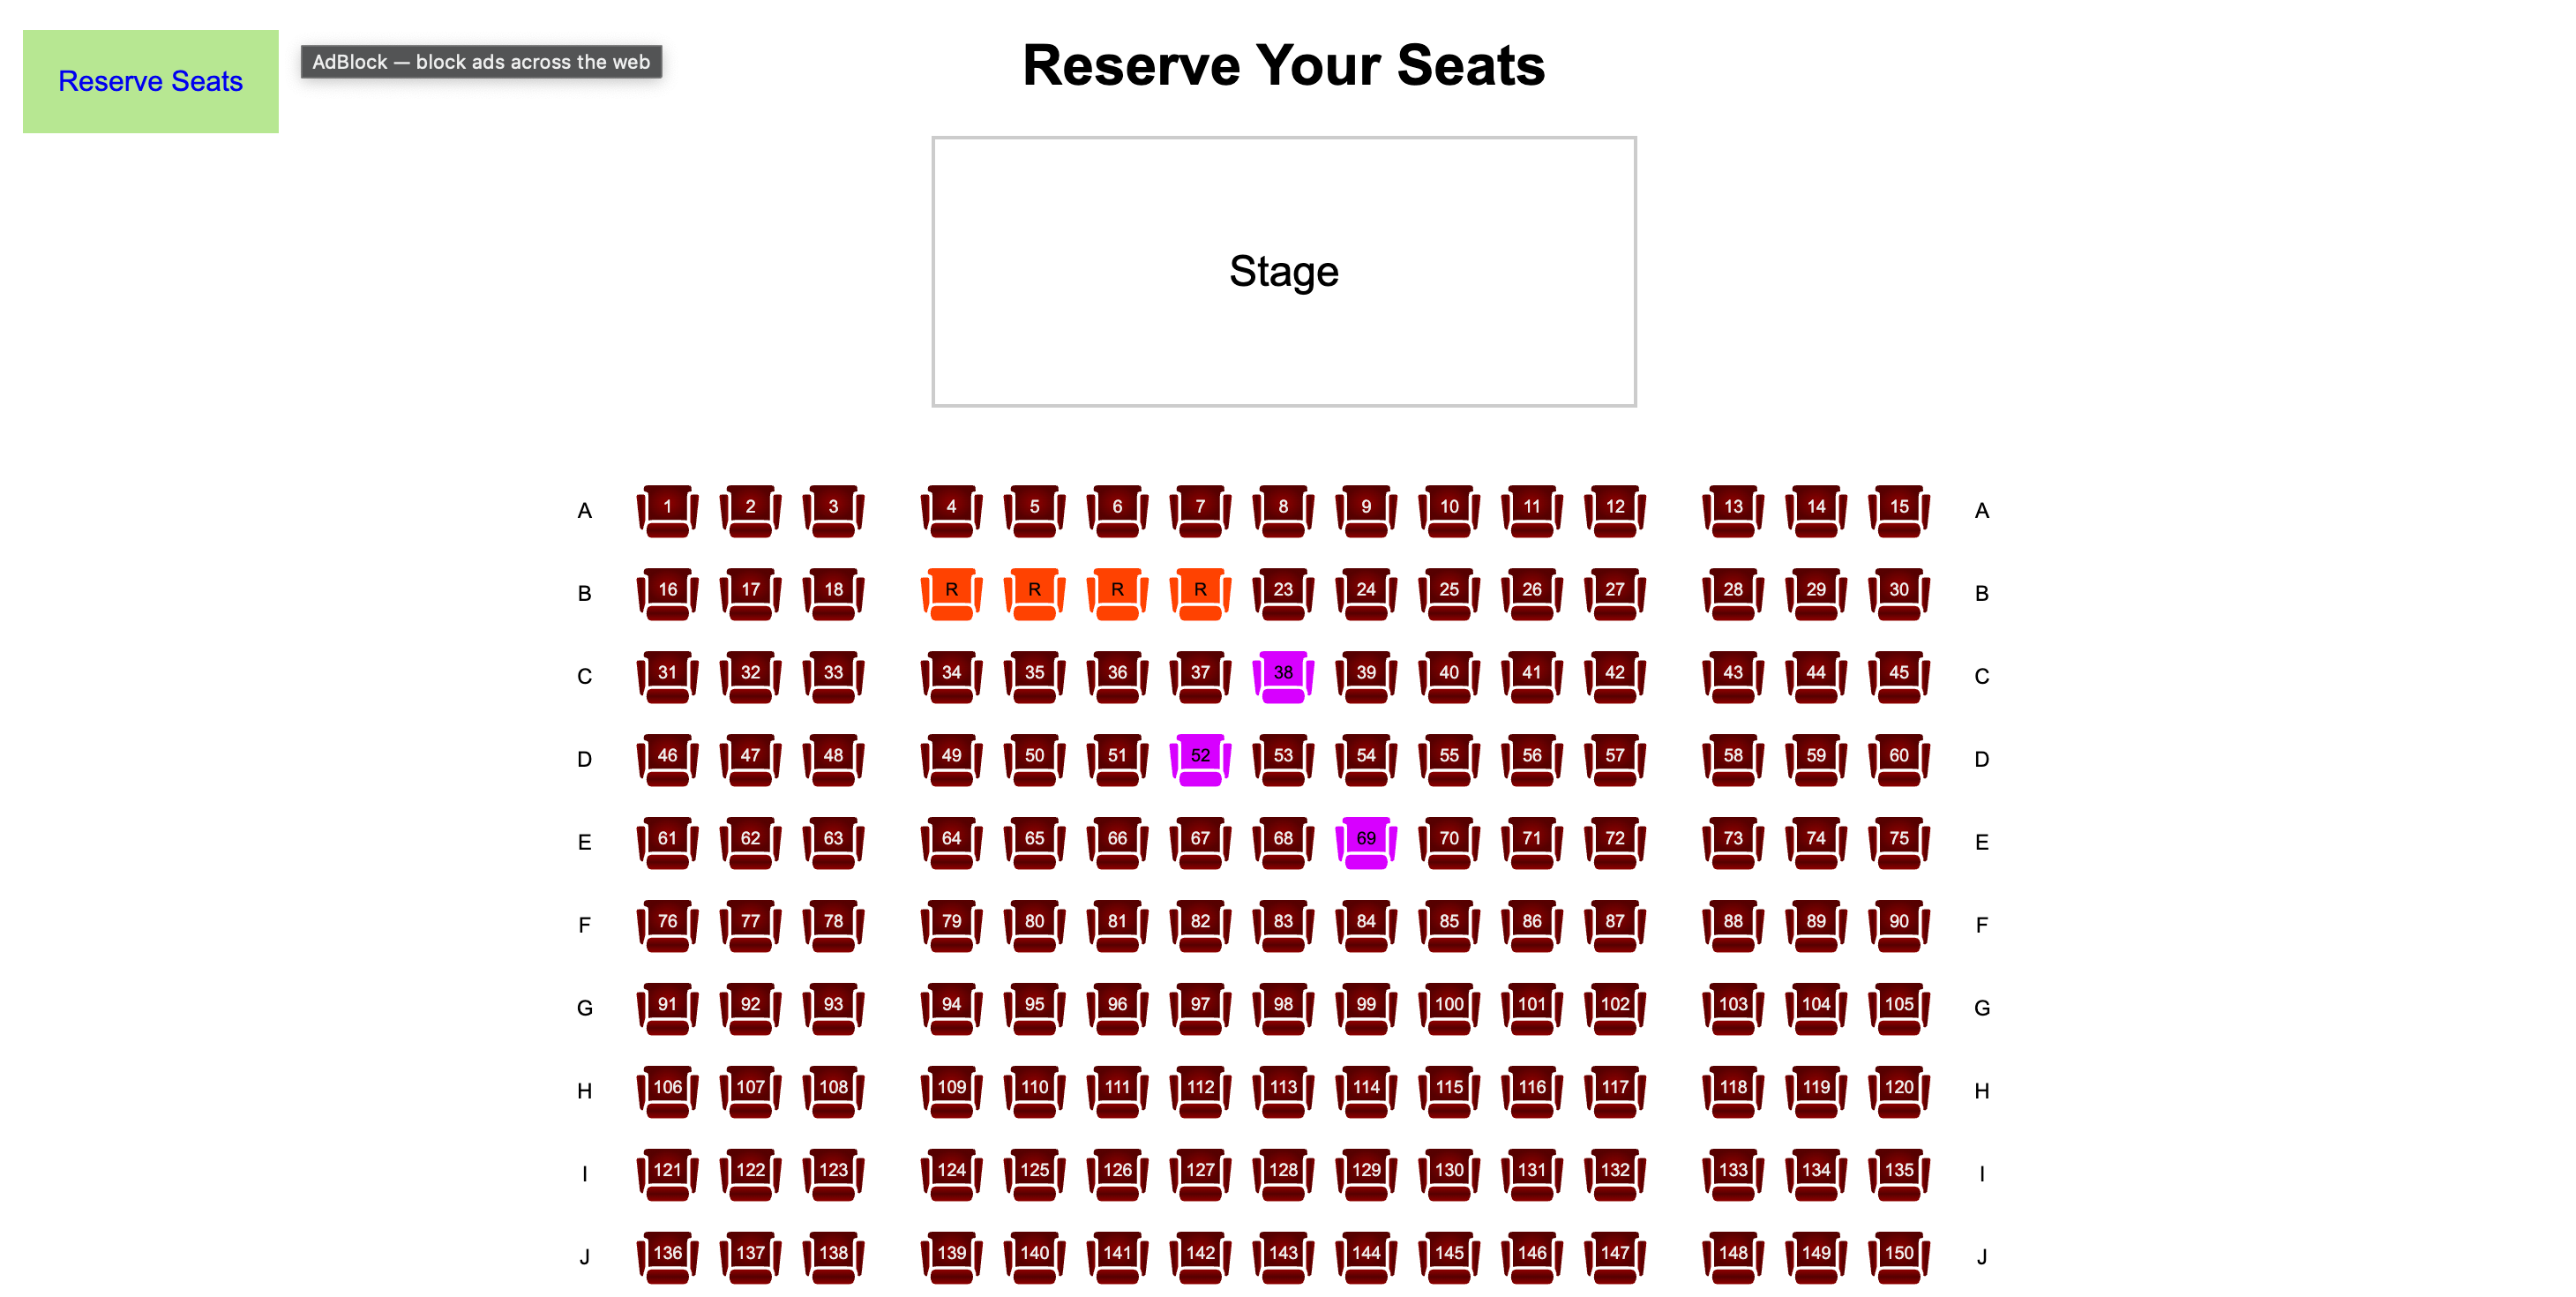 Reserve Seats
AdBlock — block ads across the web
Reserve Your Seats
Stage
A 1 2 3 4 5 6 7 8 9 10 11 12 13 14 15 A
B 16 17 18 R R R R 23 24 25 26 27 28 29 30 B
C 31 32 33 34 35 36 37 38 39 40 41 42 43 44 45 C
D 46 47 48 49 50 51 52 53 54 55 56 57 58 59 60 D
E 61 62 63 64 65 66 67 68 69 70 71 72 73 74 75 E
F 76 77 78 79 80 81 82 83 84 85 86 87 88 89 90 F
G 91 92 93 94 95 96 97 98 99 100 101 102 103 104 105 G
H 106 107 108 109 110 111 112 113 114 115 116 117 118 119 120 H
I 121 122 123 124 125 126 127 128 129 130 131 132 133 134 135 I
J 136 137 138 139 140 141 142 143 144 145 146 147 148 149 150 J